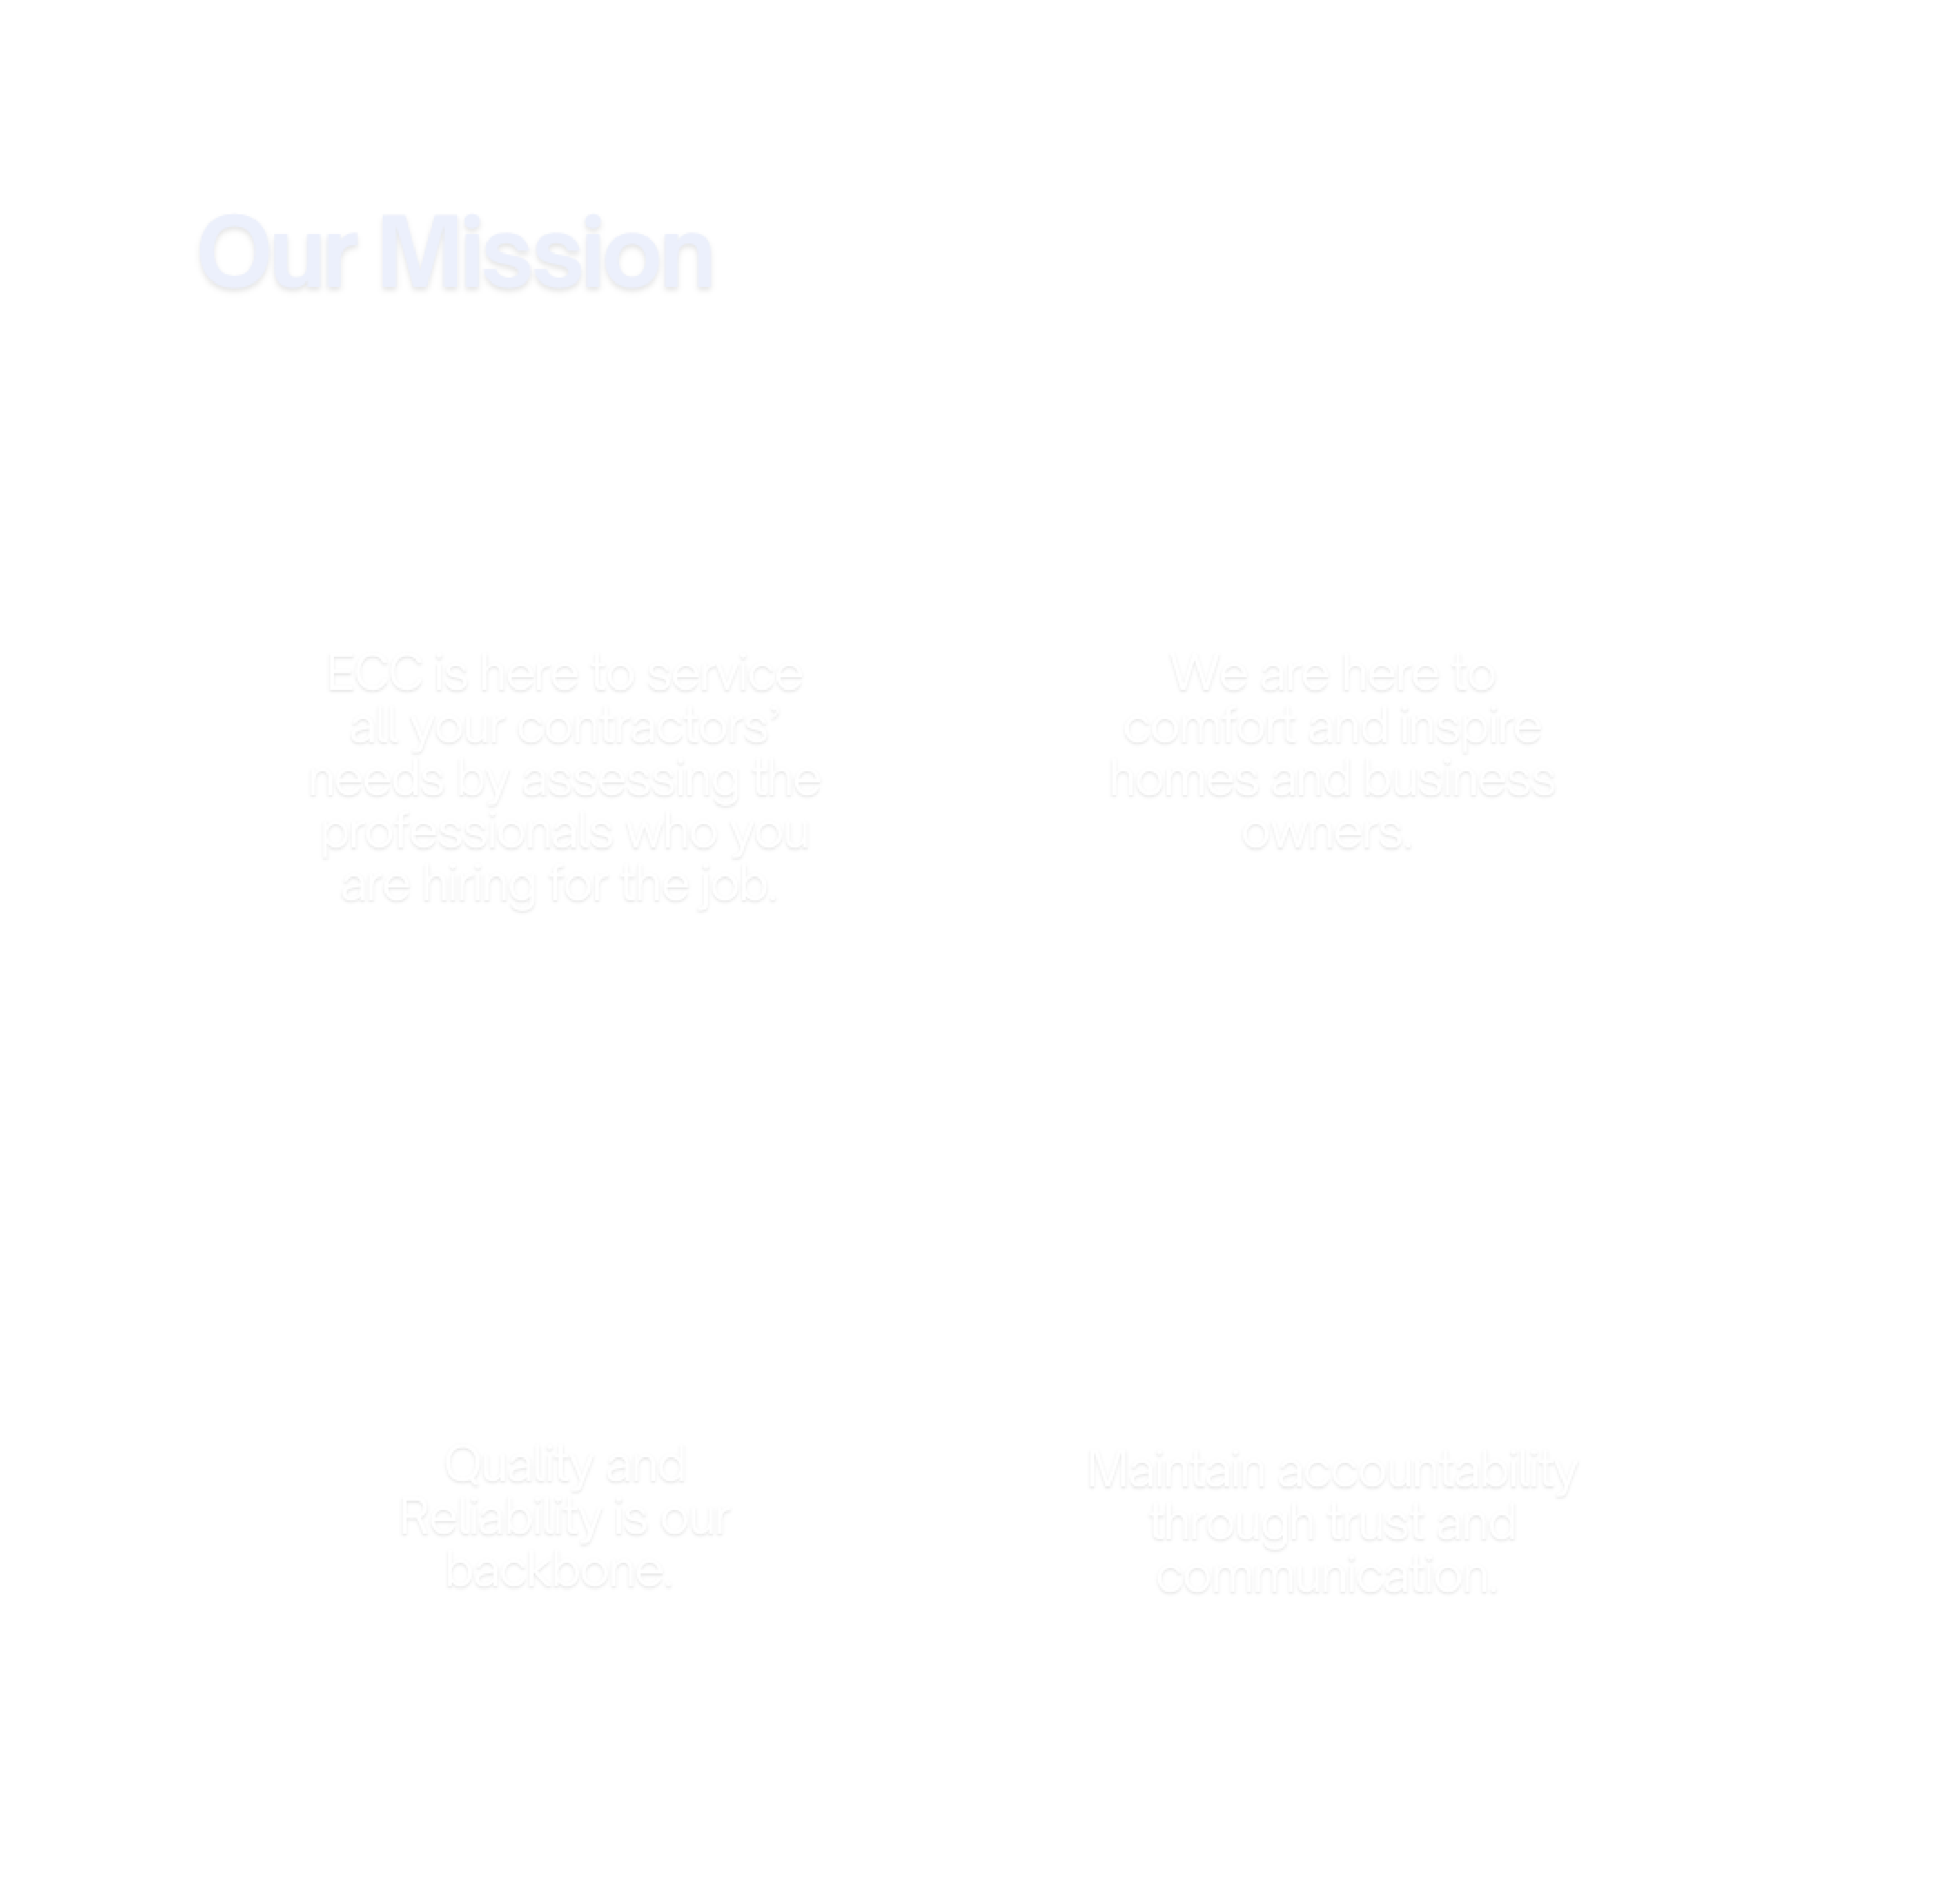 Our Mission
ECC is here to service
all your contractors’
needs by assessing the
professionals who you
are hiring for the job.
We are here to
comfort and inspire
homes and business
owners.
Quality and
Reliability is our
backbone.
Maintain accountability
through trust and
communication.